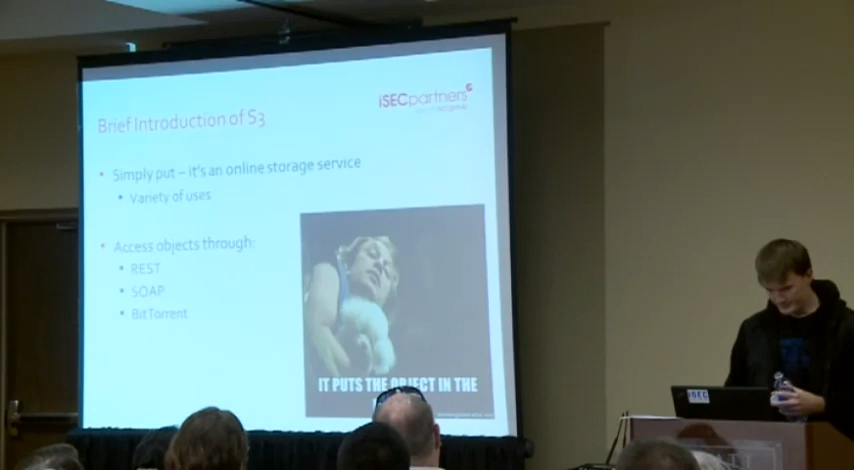 iSECpartners
Brief Introduction of S3
Simply put – it's an online storage service
Variety of uses
Access objects through:
REST
SOAP
BitTorrent
IT PUTS THE OBJECT IN THE
iSEC